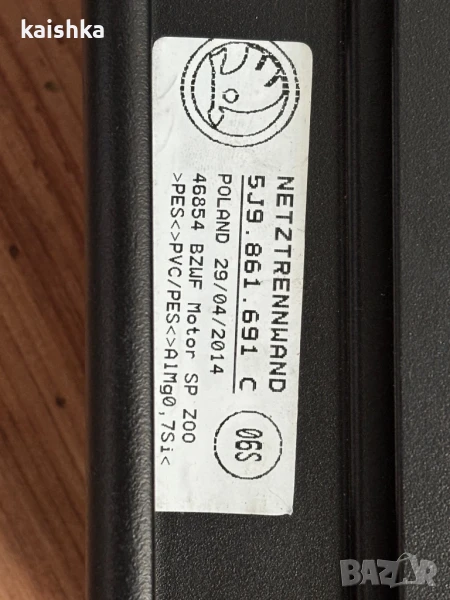 kaishka
NETZTRENNWAND
5J9.861.691 C
POLAND 29/04/2014
46854 BZWF Motor SP ZOO
>PES<>PVC/PES<>AlMg0,7Si<
06S
BAZAR